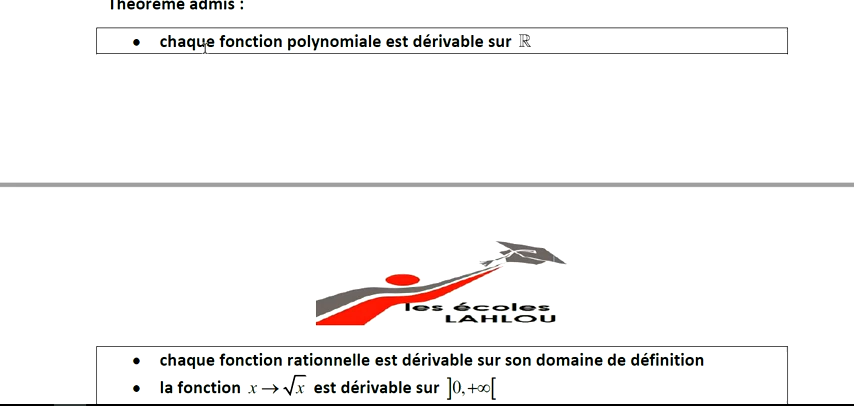 Théorème admis :
• chaque fonction polynomiale est dérivable sur ℝ
les écoles
LAHLOU
• chaque fonction rationnelle est dérivable sur son domaine de définition
• la fonction x → √x est dérivable sur ]0,+∞[